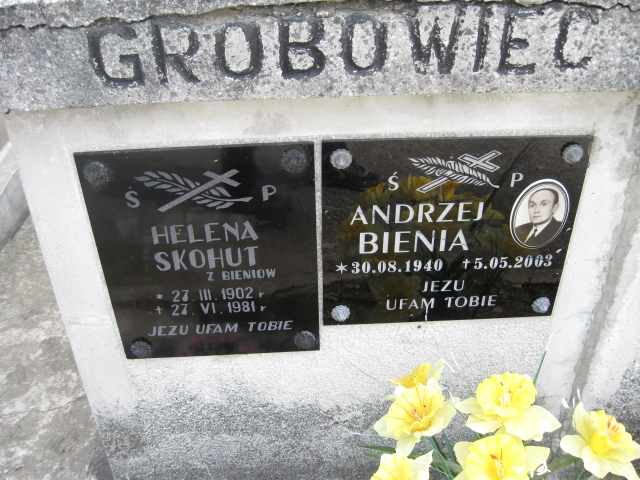 GROBOWIEC
Ś P
HELENA
SKOHUT
Z BIENIÓW
* 27. III. 1902 r
+ 27. VI. 1981 r
JEZU UFAM TOBIE
Ś P
ANDRZEJ
BIENIA
*30.08.1940 +5.05.2003
JEZU
UFAM TOBIE